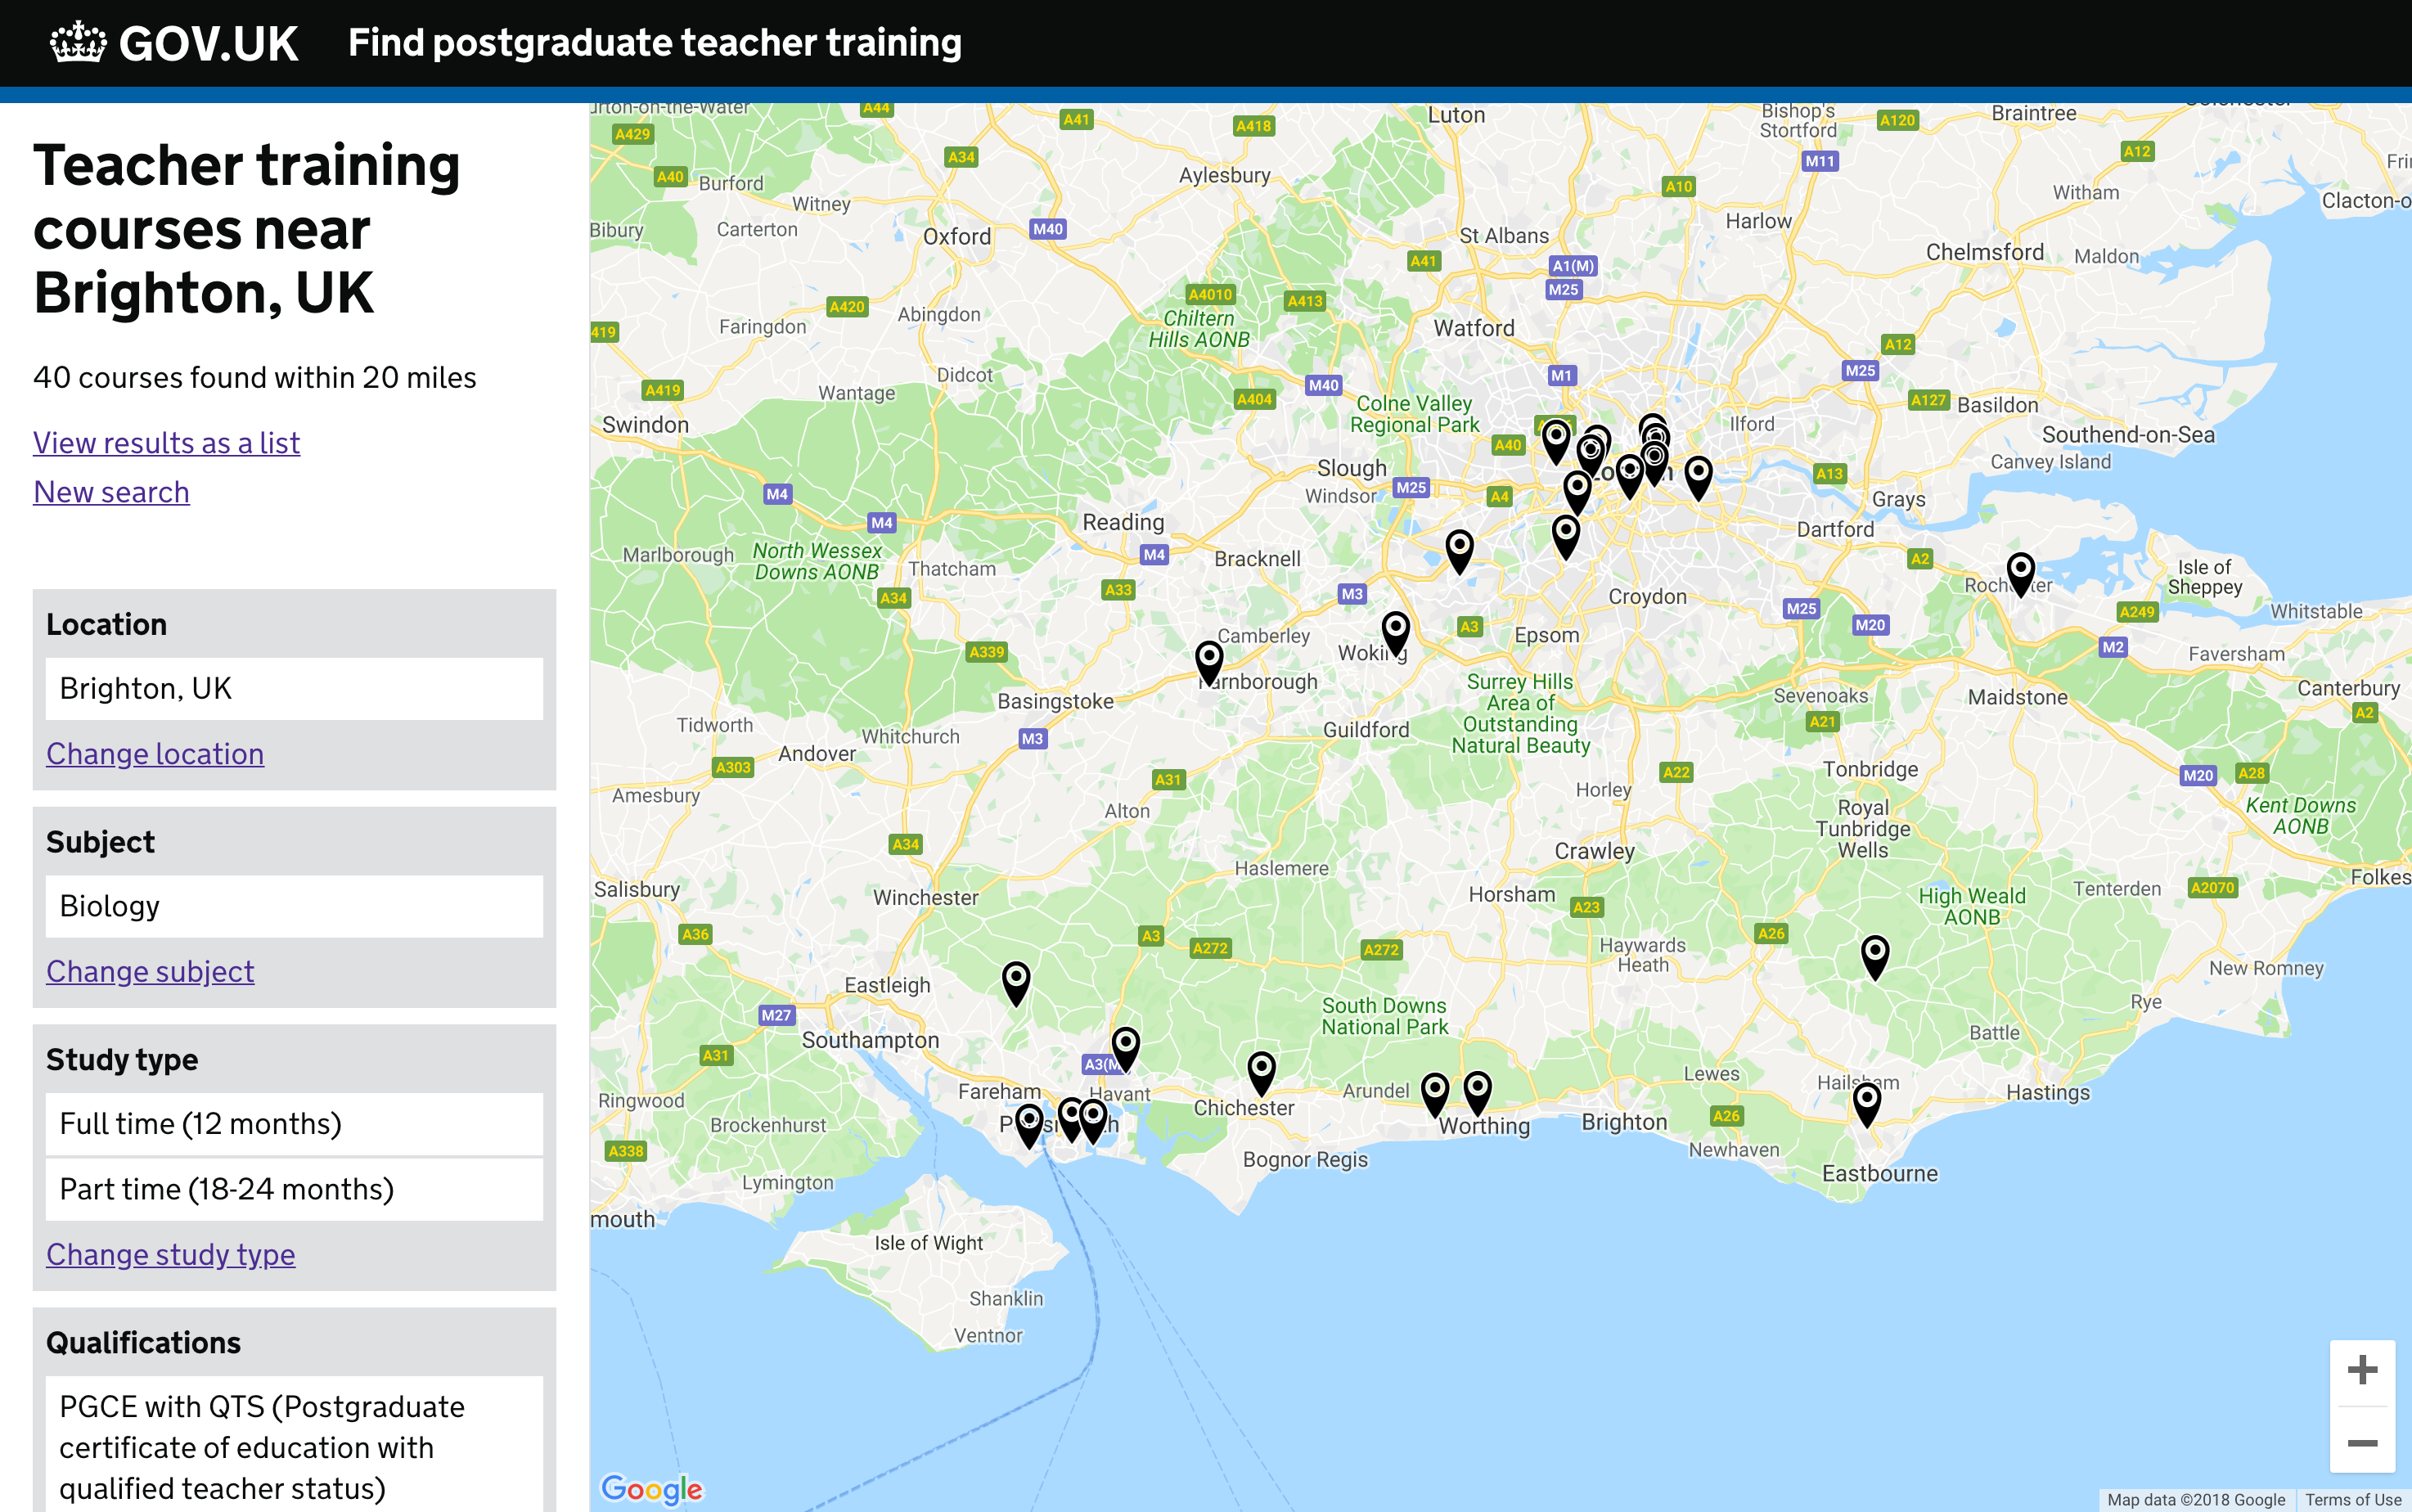 GOV.UK Find postgraduate teacher training
Teacher training
courses near
Brighton, UK
40 courses found within 20 miles
View results as a list
New search
Location
Brighton, UK
Change location
Subject
Biology
Change subject
Study type
Full time (12 months)
Part time (18-24 months)
Change study type
Qualifications
PGCE with QTS (Postgraduate
certificate of education with
qualified teacher status)
A44
A41
A418
Luton
Bishop's
Stortford
A120
Braintree
A429
A34
M11
A12
A40
Burford
Aylesbury
A10
Witham
Witney
Clacton-o
Bibury
Carterton
Oxford
M40
St Albans
Harlow
Chelmsford
Maldon
A41
A1(M)
M25
A4010
A413
A420
Abingdon
Chiltern
Hills AONB
Faringdon
419
Watford
A12
Didcot
M1
M25
A419
Wantage
A404
M40
Colne Valley
Regional Park
A127
Basildon
Swindon
Ilford
Southend-on-Sea
A40
Canvey Island
Slough
Windsor
M25
A4
A13
Grays
M4
M4
Reading
Dartford
Marlborough
North Wessex
Downs AONB
Thatcham
M4
Bracknell
A2
Isle of
Sheppey
A34
A33
M3
Croydon
M25
M20
A249
Whitstable
Camberley
A3
Epsom
A339
Woking
M2
Faversham
Farnborough
Surrey Hills
Area of
Outstanding
Natural Beauty
Sevenoaks
Maidstone
Canterbury
A2
Basingstoke
Tidworth
Whitchurch
M3
Guildford
A21
Andover
A303
A31
A22
Tonbridge
M20
A28
Amesbury
Alton
Horley
Royal
Tunbridge
Wells
Kent Downs
AONB
A34
Crawley
Haslemere
Salisbury
Winchester
Horsham
A23
High Weald
AONB
Tenterden
A2070
Folkes
A36
A3
A272
A272
Haywards
Heath
A26
New Romney
Eastleigh
M27
South Downs
National Park
Rye
Southampton
Battle
A31
A3(M
Lewes
Hailsham
Ringwood
Fareham
Havant
Chichester
Arundel
Hastings
Brockenhurst
Worthing
Brighton
A26
A338
Bognor Regis
Newhaven
Eastbourne
Lymington
mouth
Isle of Wight
Shanklin
Ventnor
Google
Map data ©2018 Google
Terms of Use